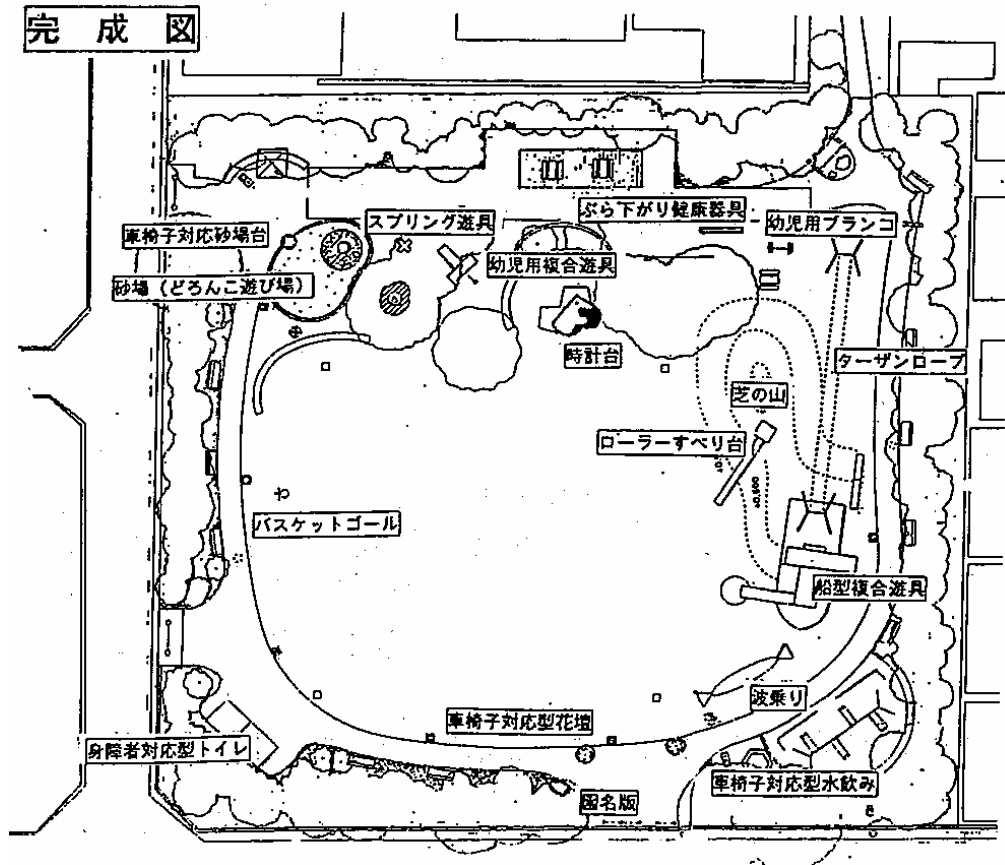 完成図
車椅子対応砂場台
スプリング遊具
ぶら下がり健康器具
幼児用ブランコ
幼児用複合遊具
砂場（どろんこ遊び場）
時計台
ターザンロープ
芝の山
ローラーすべり台
バスケットゴール
船型複合遊具
波乗り
車椅子対応型花壇
身障者対応型トイレ
車椅子対応型水飲み
園名版